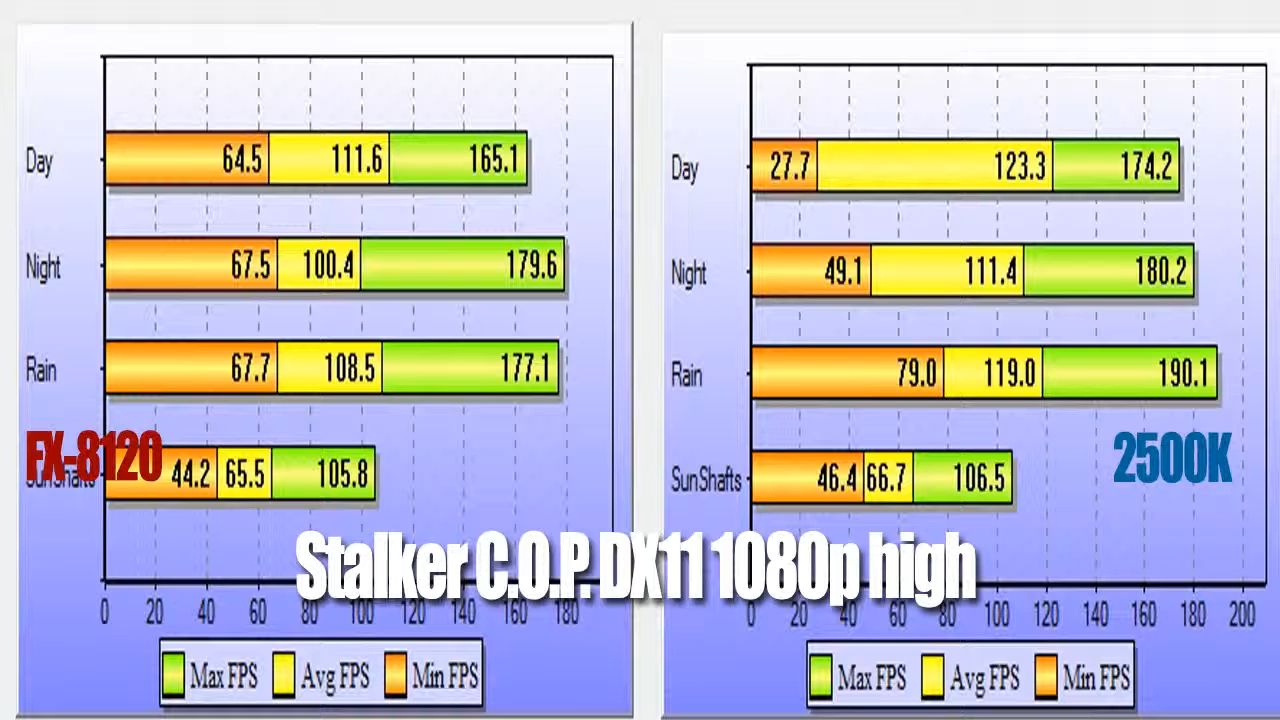 Day 64.5 111.6 165.1
Night 67.5 100.4 179.6
Rain 67.7 108.5 177.1
FX-8120
SunShafts 44.2 65.5 105.8
0 20 40 60 80 100 120 140 160 180
Max FPS Avg FPS Min FPS
Day 27.7 123.3 174.2
Night 49.1 111.4 180.2
Rain 79.0 119.0 190.1
2500K
SunShafts 46.4 66.7 106.5
0 20 40 60 80 100 120 140 160 180 200
Max FPS Avg FPS Min FPS
Stalker C.O.P. DX11 1080p high